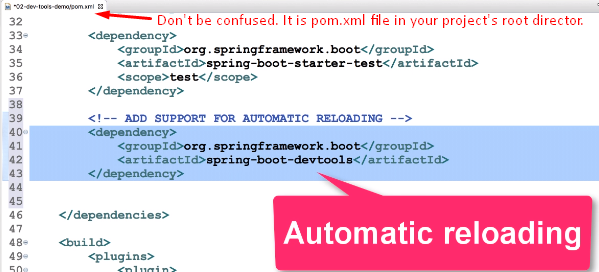 *02-dev-tools-demo/pom.xml
Don't be confused. It is pom.xml file in your project's root director.
32
33 <dependency>
34 <groupId>org.springframework.boot</groupId>
35 <artifactId>spring-boot-starter-test</artifactId>
36 <scope>test</scope>
37 </dependency>
38
39 <!-- ADD SUPPORT FOR AUTOMATIC RELOADING -->
40 <dependency>
41 <groupId>org.springframework.boot</groupId>
42 <artifactId>spring-boot-devtools</artifactId>
43 </dependency>
44
45
46 </dependencies>
47
48 <build>
49 <plugins>
50 <plugin>
Automatic reloading